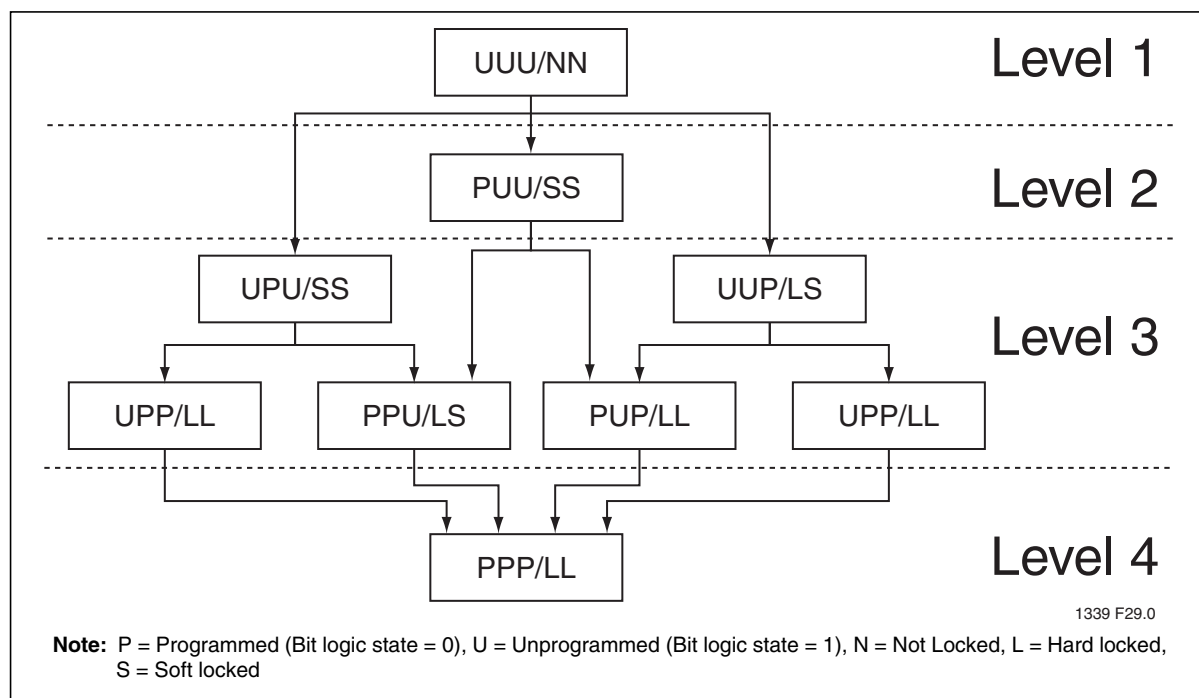 UUU/NN
Level 1
PUU/SS
Level 2
UPU/SS
UUP/LS
Level 3
UPP/LL
PPU/LS
PUP/LL
UPP/LL
PPP/LL
Level 4
1339 F29.0
Note: P = Programmed (Bit logic state = 0), U = Unprogrammed (Bit logic state = 1), N = Not Locked, L = Hard locked,
S = Soft locked